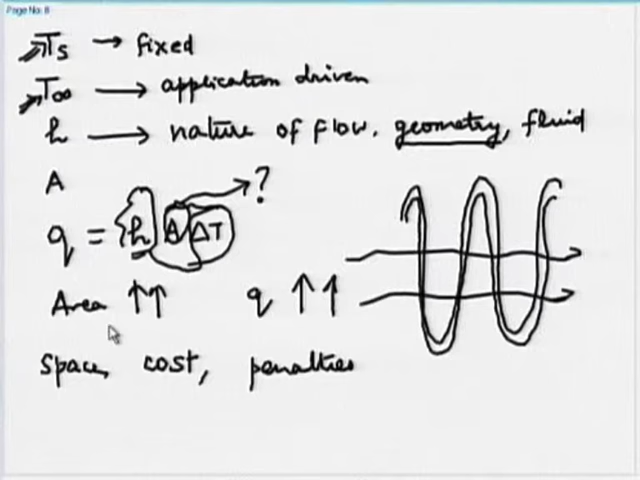 Page No: 8
Ts → fixed
T∞ → application driven
h → nature of flow, geometry, fluid
A
q = {h} A ΔT → ?
Area ↑↑ q ↑↑
Space, cost, penalties